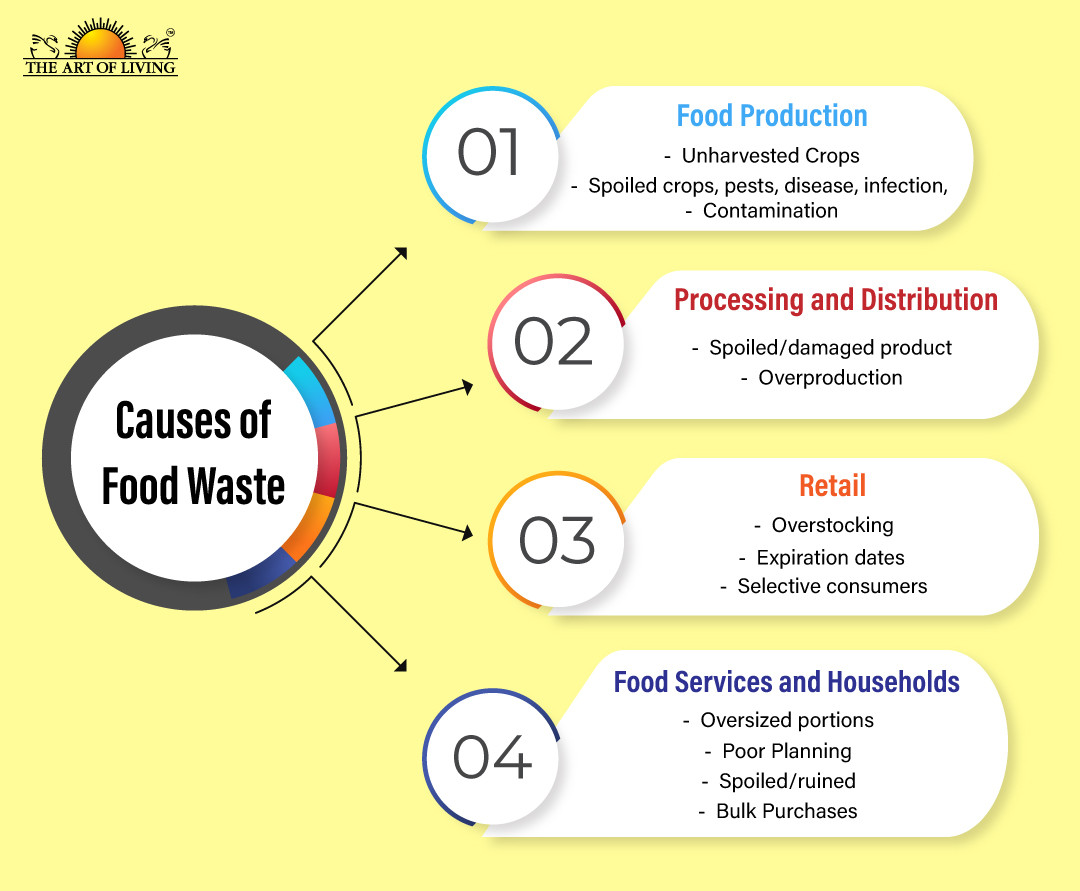 THE ART OF LIVING
TM
Causes of
Food Waste
01
Food Production
- Unharvested Crops
- Spoiled crops, pests, disease, infection,
- Contamination
02
Processing and Distribution
- Spoiled/damaged product
- Overproduction
03
Retail
- Overstocking
- Expiration dates
- Selective consumers
04
Food Services and Households
- Oversized portions
- Poor Planning
- Spoiled/ruined
- Bulk Purchases